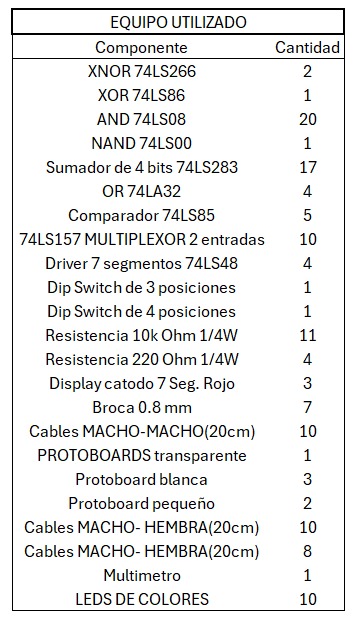 EQUIPO UTILIZADO
Componente Cantidad
XNOR 74LS266 2
XOR 74LS86 1
AND 74LS08 20
NAND 74LS00 1
Sumador de 4 bits 74LS283 17
OR 74LA32 4
Comparador 74LS85 5
74LS157 MULTIPLEXOR 2 entradas 10
Driver 7 segmentos 74LS48 4
Dip Switch de 3 posiciones 1
Dip Switch de 4 posiciones 1
Resistencia 10k Ohm 1/4W 11
Resistencia 220 Ohm 1/4W 4
Display catodo 7 Seg. Rojo 3
Broca 0.8 mm 7
Cables MACHO-MACHO(20cm) 10
PROTOBOARDS transparente 1
Protoboard blanca 3
Protoboard pequeño 2
Cables MACHO- HEMBRA(20cm) 10
Cables MACHO- HEMBRA(20cm) 8
Multimetro 1
LEDS DE COLORES 10